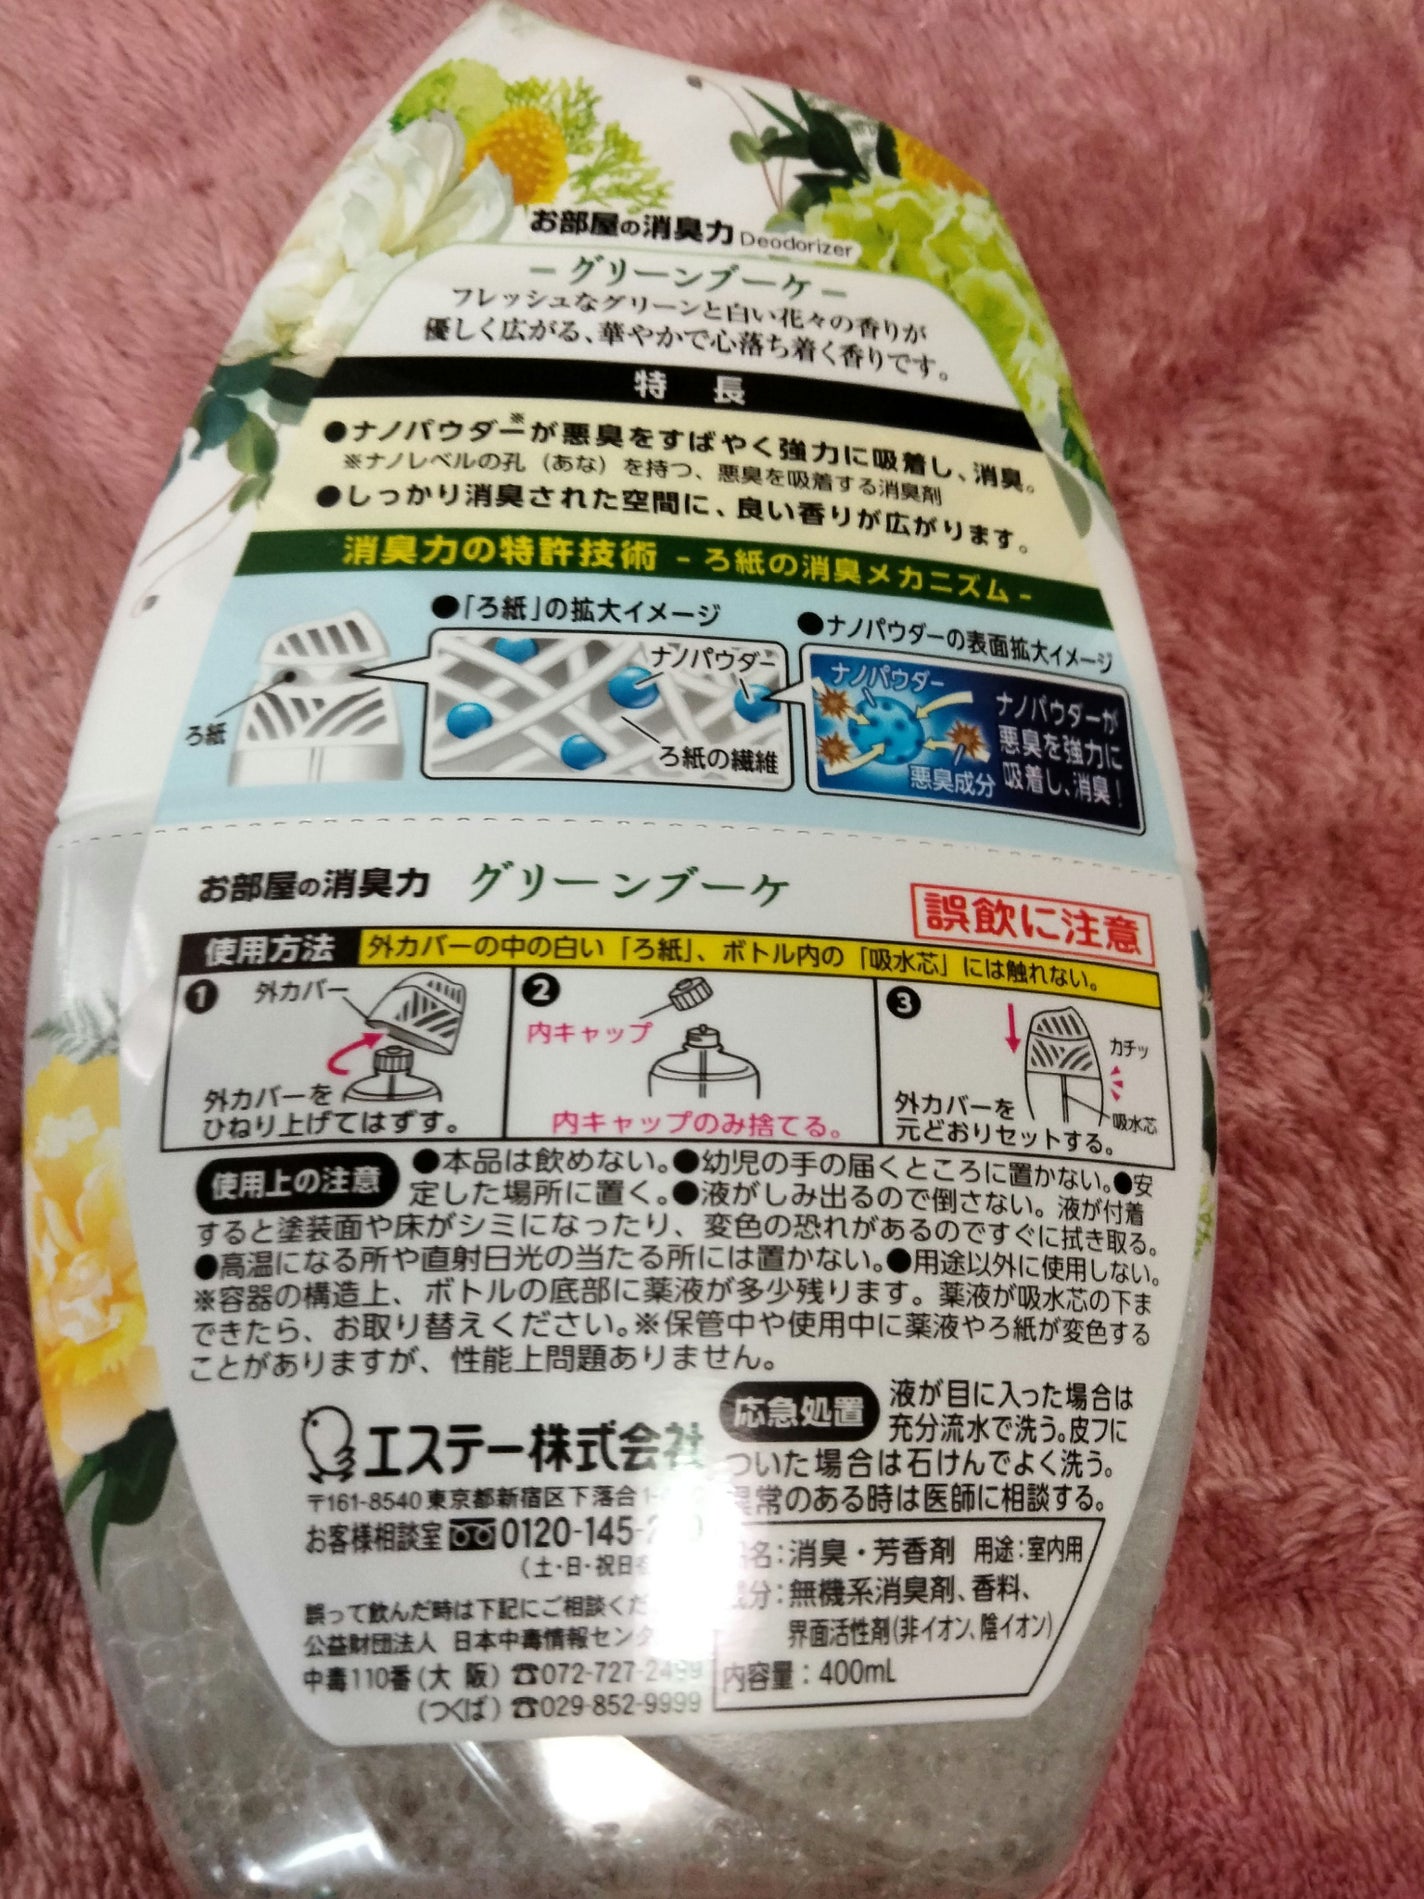 お部屋の消臭力 Deodorizer
－グリーンブーケ－
フレッシュなグリーンと白い花々の香りが
優しく広がる、華やかで心落ち着く香りです。
特 長
●ナノパウダー※が悪臭をすばやく強力に吸着し、消臭。
※ナノレベルの孔（あな）を持つ、悪臭を吸着する消臭剤
●しっかり消臭された空間に、良い香りが広がります。
消臭力の特許技術 －ろ紙の消臭メカニズム－
●「ろ紙」の拡大イメージ
ろ紙
ナノパウダー
ろ紙の繊維
●ナノパウダーの表面拡大イメージ
ナノパウダー
悪臭成分
ナノパウダーが
悪臭を強力に
吸着し、消臭！
お部屋の消臭力 グリーンブーケ
誤飲に注意
使用方法 外カバーの中の白い「ろ紙」、ボトル内の「吸水芯」には触れない。
1 外カバー
外カバーを
ひねり上げてはずす。
2
内キャップ
内キャップのみ捨てる。
3
カチッ
吸水芯
外カバーを
元どおりセットする。
使用上の注意 ●本品は飲めない。●幼児の手の届くところに置かない。●安
定した場所に置く。●液がしみ出るので倒さない。液が付着
すると塗装面や床がシミになったり、変色の恐れがあるのですぐに拭き取る。
●高温になる所や直射日光の当たる所には置かない。●用途以外に使用しない。
※容器の構造上、ボトルの底部に薬液が多少残ります。薬液が吸水芯の下ま
できたら、お取り替えください。※保管中や使用中に薬液やろ紙が変色する
ことがありますが、性能上問題ありません。
エステー株式会社
〒161-8540 東京都新宿区下落合
お客様相談室 0120-145-
（土・日・祝日
誤って飲んだ時は下記にご相談くだ
公益財団法人 日本中毒情報センタ
中毒110番（大 阪）☎072-727-2499
（つくば）☎029-852-9999
応急処置 液が目に入った場合は
充分流水で洗う。皮フに
ついた場合は石けんでよく洗う。
異常のある時は医師に相談する。
名：消臭・芳香剤 用途：室内用
成分：無機系消臭剤、香料、
界面活性剤（非イオン、陰イオン）
内容量：400mL